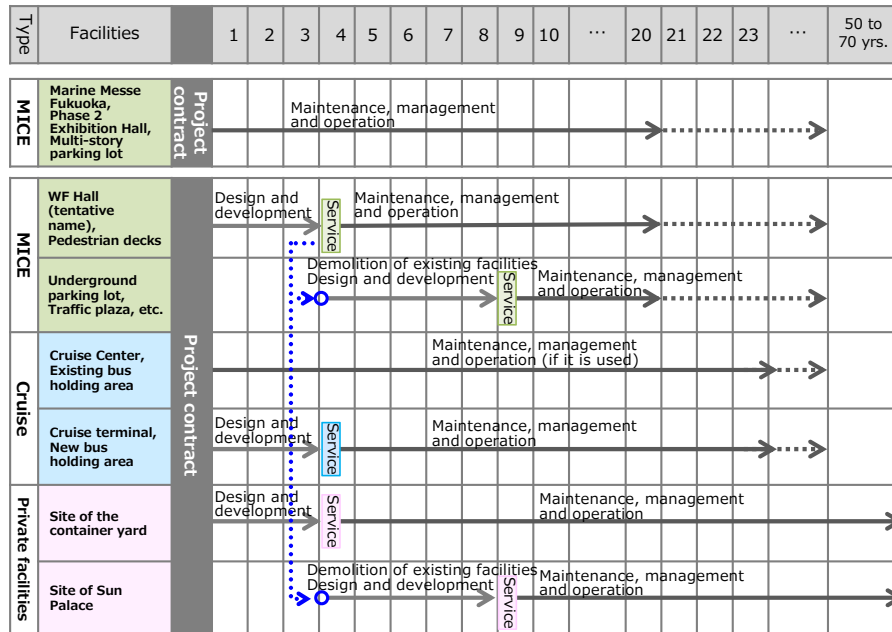 Type
Facilities
1 2 3 4 5 6 7 8 9 10 … 20 21 22 23 … 50 to
70 yrs.
MICE
Marine Messe
Fukuoka,
Phase 2
Exhibition Hall,
Multi-story
parking lot
Project
contract
Maintenance, management
and operation
MICE
WF Hall
(tentative
name),
Pedestrian decks
Project contract
Design and
development
Service
Maintenance, management
and operation
Underground
parking lot,
Traffic plaza, etc.
Demolition of existing facilities
Design and development
Service
Maintenance, management
and operation
Cruise
Cruise Center,
Existing bus
holding area
Maintenance, management
and operation (if it is used)
Cruise terminal,
New bus
holding area
Design and
development
Service
Maintenance, management
and operation
Private facilities
Site of the
container yard
Design and
development
Service
Maintenance, management
and operation
Site of Sun
Palace
Demolition of existing facilities
Design and development
Service
Maintenance, management
and operation